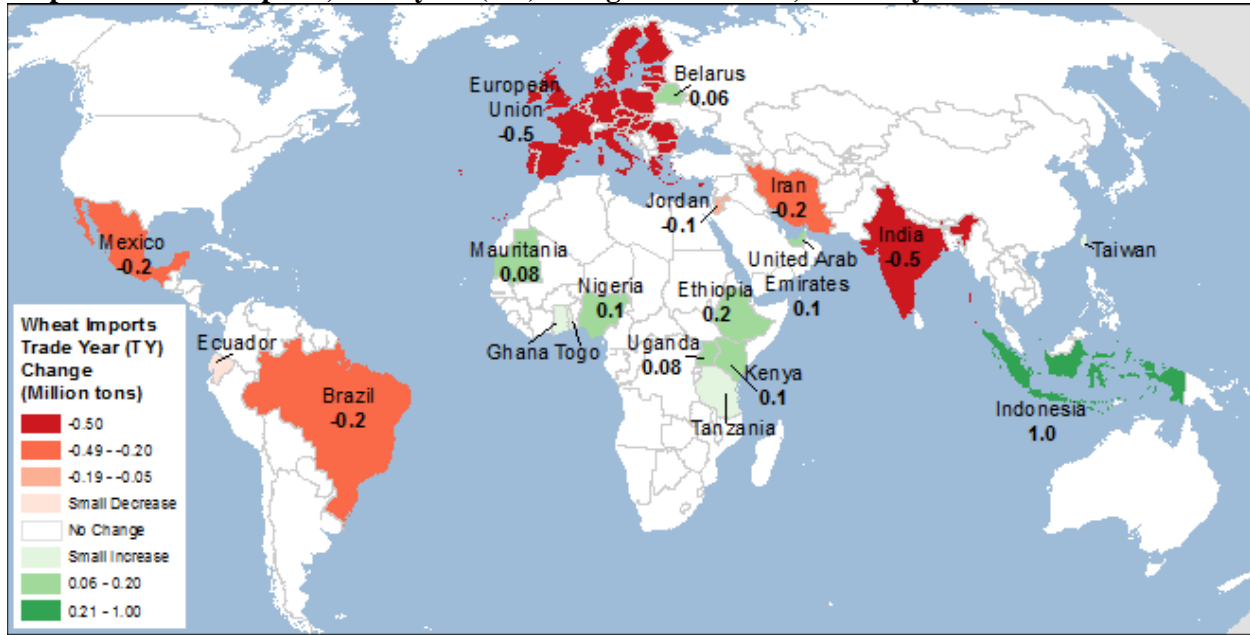 European
Union
-0.5
Belarus
0.06
Mexico
-0.2
Jordan
-0.1
Iran
-0.2
India
-0.5
Taiwan
Mauritania
0.08
United Arab
Emirates
0.1
Nigeria
0.1
Ethiopia
0.2
Ghana
Togo
Uganda
0.08
Kenya
0.1
Tanzania
Ecuador
Brazil
-0.2
Indonesia
1.0
Wheat Imports
Trade Year (TY)
Change
(Million tons)
-0.50
-0.49 - -0.20
-0.19 - -0.05
Small Decrease
No Change
Small Increase
0.06 - 0.20
0.21 - 1.00